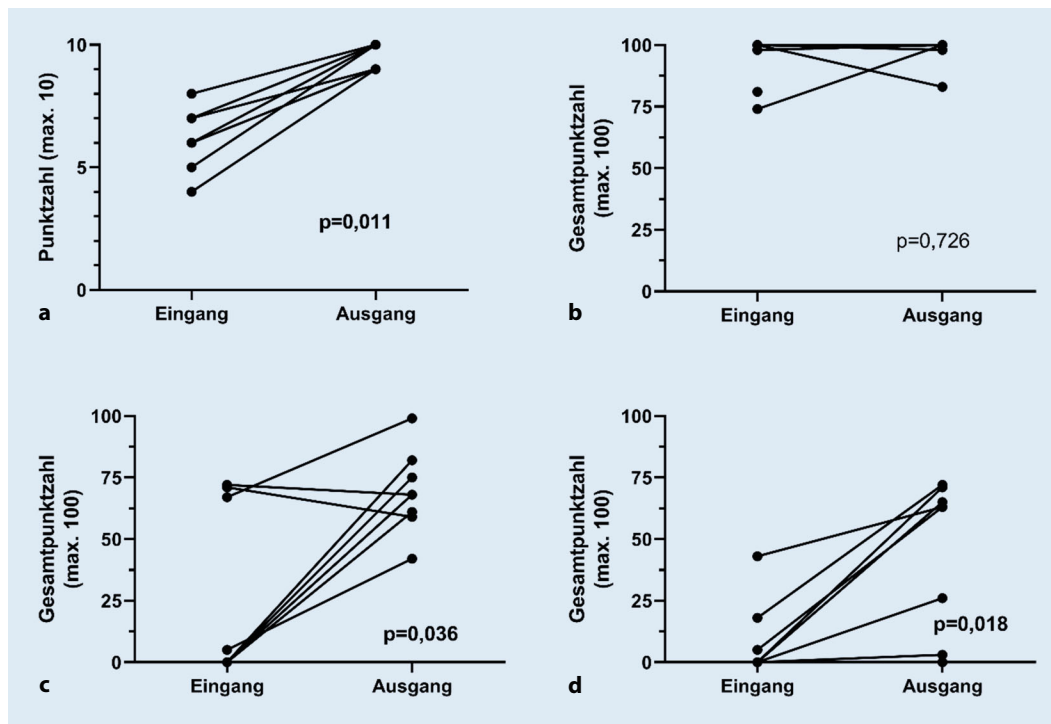 Punktzahl (max. 10)
10
5
0
p=0,011
Eingang
Ausgang
a
Gesamtpunktzahl
(max. 100)
100
75
50
25
0
p=0,726
Eingang
Ausgang
b
Gesamtpunktzahl
(max. 100)
100
75
50
25
0
p=0,036
Eingang
Ausgang
c
Gesamtpunktzahl
(max. 100)
100
75
50
25
0
p=0,018
Eingang
Ausgang
d